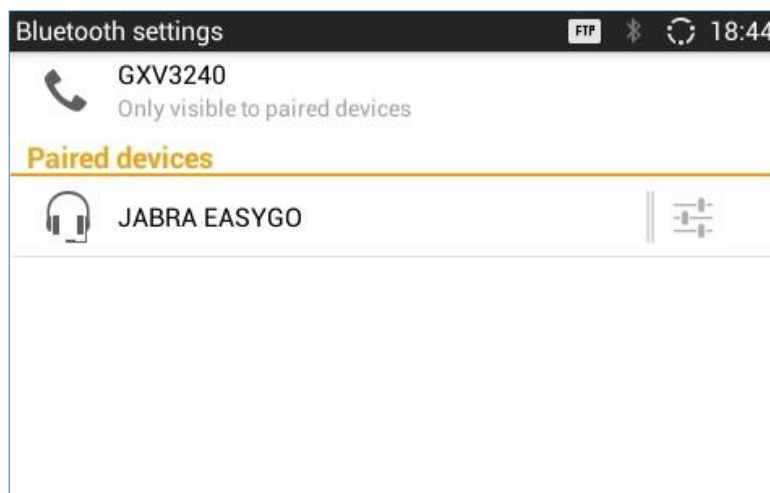 Bluetooth settings FTP 18:44
GXV3240
Only visible to paired devices
Paired devices
JABRA EASYGO